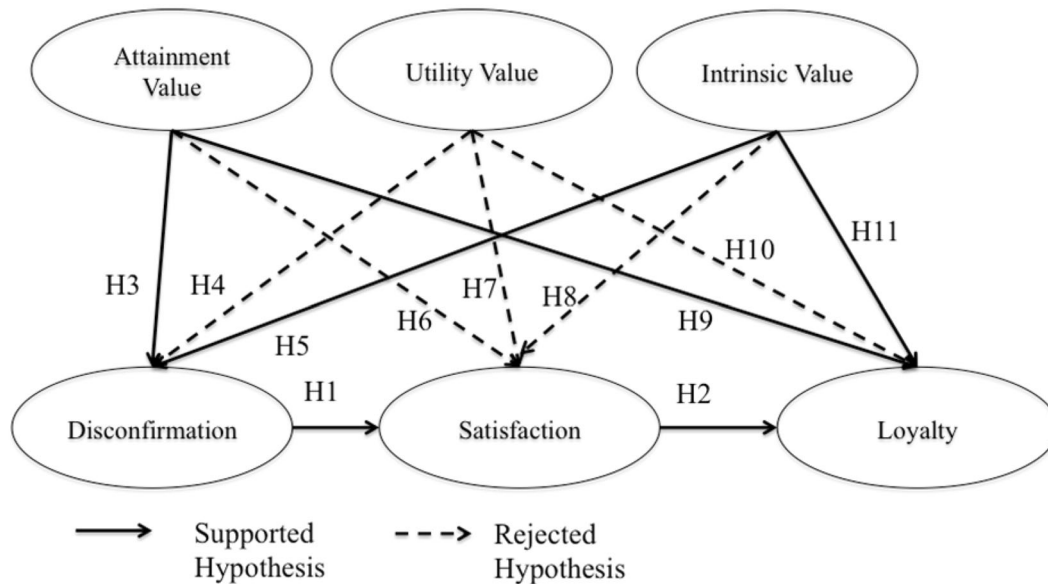 Attainment
Value
Utility Value
Intrinsic Value
H3
H4
H5
H6
H7
H8
H9
H10
H11
H1
H2
Disconfirmation
Satisfaction
Loyalty
Supported
Hypothesis
Rejected
Hypothesis